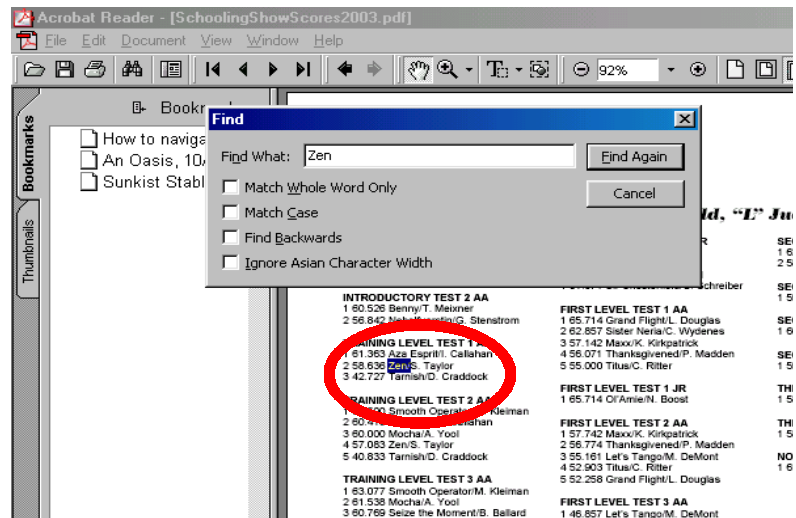 Acrobat Reader - [SchoolingShowScores2003.pdf]
File Edit Document View Window Help
92%
Bookmarks
Thumbnails
How to naviga
An Oasis, 10/
Sunkist Stabl
Find
Find What: Zen
Find Again
Cancel
Match Whole Word Only
Match Case
Find Backwards
Ignore Asian Character Width
ld, “L” Ju
INTRODUCTORY TEST 2 AA
1 60.526 Benny/T. Meixner
2 56.842 Stenstrom
TRAINING LEVEL TEST 1
1 61.363 Aza Esprit/I. Callahan
2 58.636 Zen/S. Taylor
3 42.727 Tarnish/D. Craddock
TRAINING LEVEL TEST 2 AA
Smooth Operator/M. Kleiman
3 60.000 Mocha/A. Yool
4 57.083 Zen/S. Taylor
5 40.833 Tarnish/D. Craddock
TRAINING LEVEL TEST 3 AA
1 63.077 Smooth Operator/M. Kleiman
2 61.538 Mocha/A. Yool
3 60.769 Seize the Moment/B. Ballard
Schreiber
FIRST LEVEL TEST 1 AA
1 65.714 Grand Flight/L. Douglas
2 62.857 Sister Neria/C. Wydenes
3 57.142 Maxx/K. Kirkpatrick
4 56.071 Thanksgivened/P. Madden
5 55.000 Titus/C. Ritter
FIRST LEVEL TEST 1 JR
1 65.714 Ol'Amie/N. Boost
FIRST LEVEL TEST 2 AA
1 57.742 Maxx/K. Kirkpatrick
2 56.774 Thanksgivened/P. Madden
3 55.161 Let's Tango/M. DeMont
4 52.903 Titus/C. Ritter
5 52.258 Grand Flight/L. Douglas
FIRST LEVEL TEST 3 AA
1 46.857 Let's Tango/M. DeMont